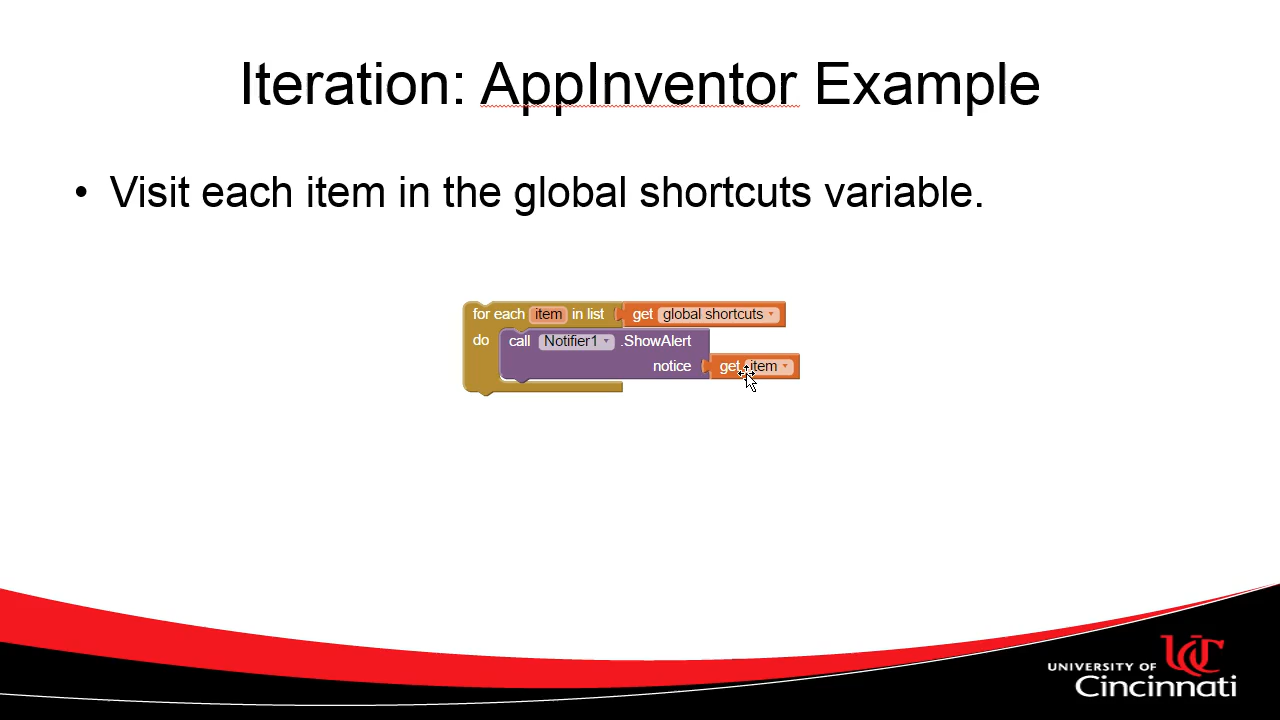 Iteration: AppInventor Example
• Visit each item in the global shortcuts variable.
for each item in list get global shortcuts
do call Notifier1 .ShowAlert
notice get item
UC
UNIVERSITY OF
Cincinnati